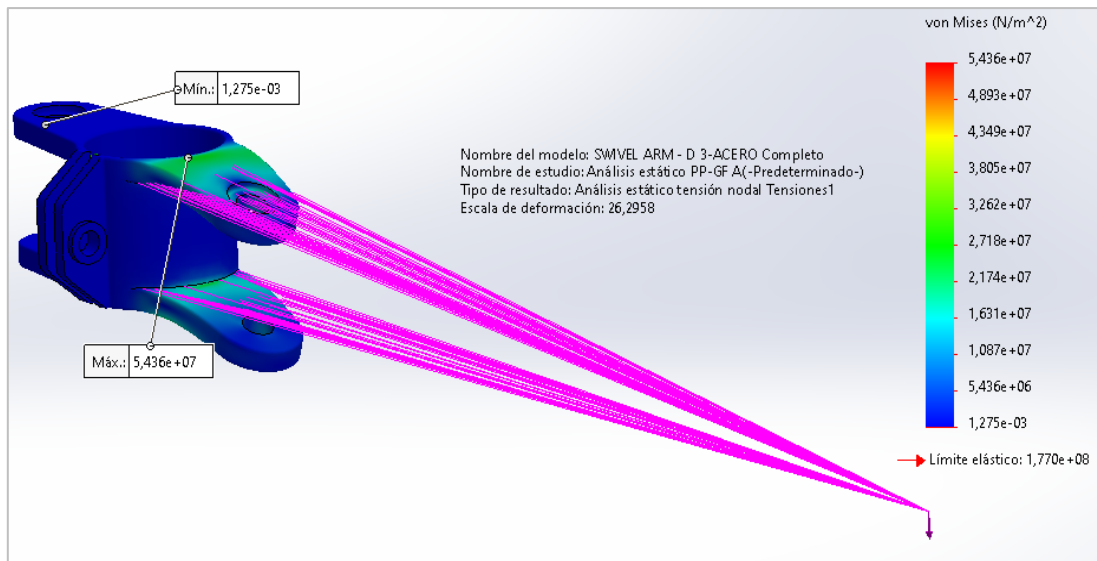 von Mises (N/m^2)
Mín.: 1,275e-03
Nombre del modelo: SWIVEL ARM - D 3-ACERO Completo
Nombre de estudio: Análisis estático PP-GF A(-Predeterminado-)
Tipo de resultado: Análisis estático tensión nodal Tensiones1
Escala de deformación: 26,2958
Máx.: 5,436e+07
5,436e+07
4,893e+07
4,349e+07
3,805e+07
3,262e+07
2,718e+07
2,174e+07
1,631e+07
1,087e+07
5,436e+06
1,275e-03
Límite elástico: 1,770e+08